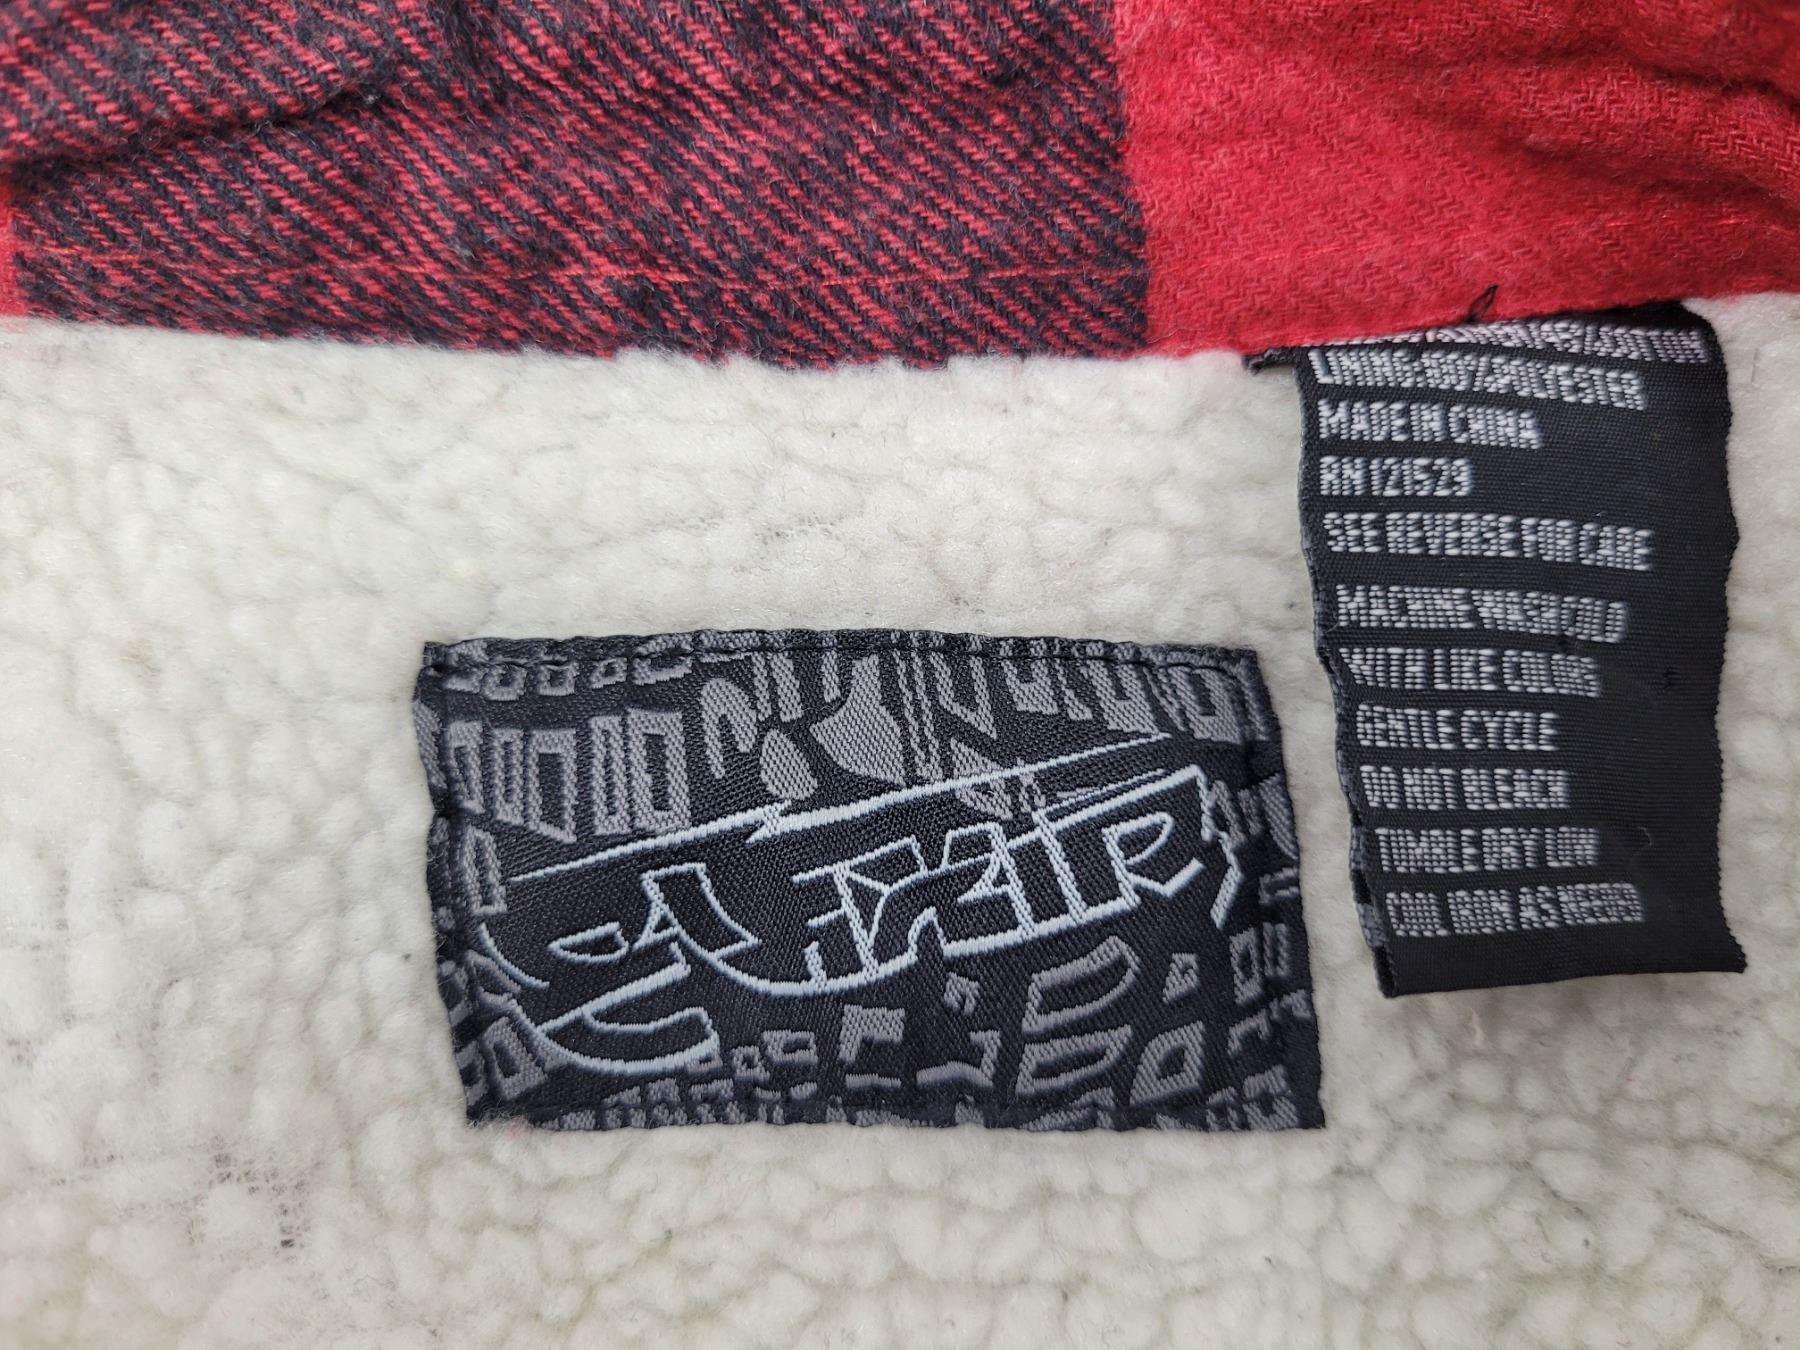 LINING:100% POLYESTER
MADE IN CHINA
RN 121529
SEE REVERSE FOR CARE
MACHINE WASH COLD
WITH LIKE COLORS
GENTLE CYCLE
DO NOT BLEACH
TUMBLE DRY LOW
COOL IRON AS NEEDED